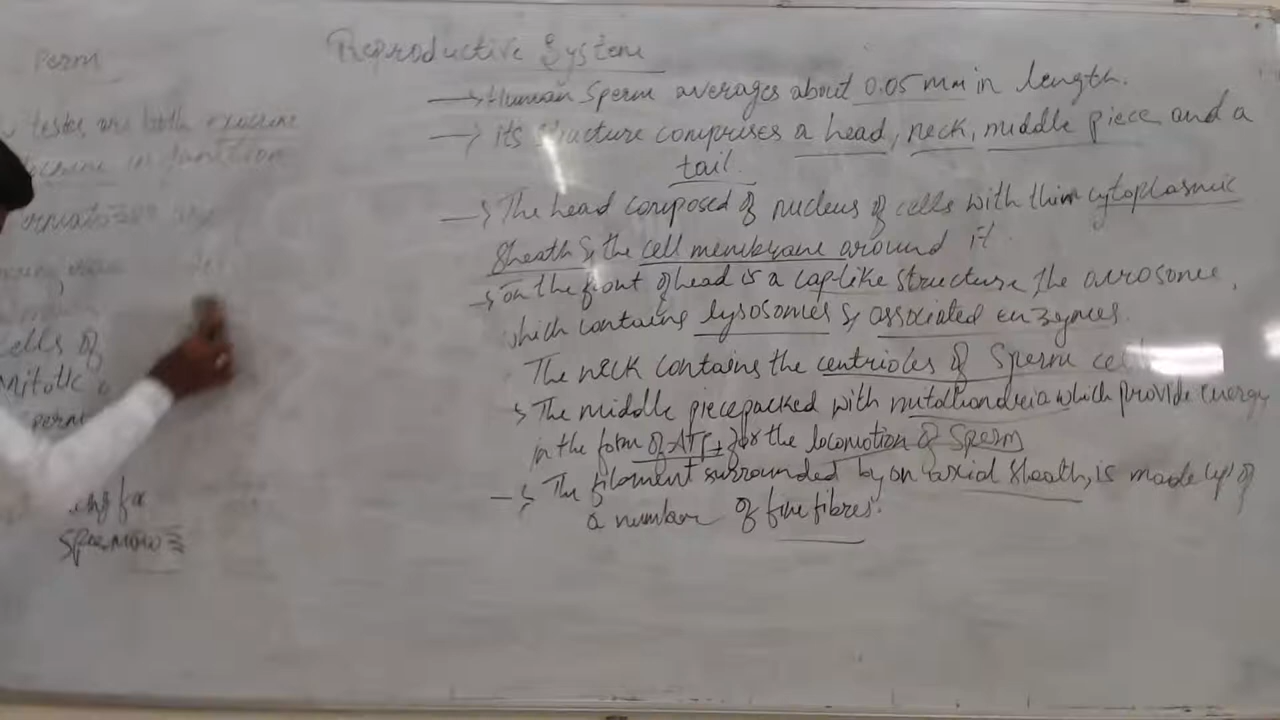 Reproductive System
→ Human Sperm averages about 0.05 mm in length.
→ its structure comprises a head, neck, middle piece and a
tail.
→ The head composed of nucleus of cells with thin cytoplasmic
sheath & the cell membrane around it.
→ on the front of head is a cap-like structure the acrosome,
which contains lysosomes & associated enzymes.
The neck contains the centrioles of Sperm
→ The middle piece packed with mitochondria which provide energy
in the form of ATP for the locomotion of Sperm
→ The filament surrounded by an axial sheath, is made up of
a number of fine fibres.
perm
testes are both exocrine
in function
cells of
Mitotic
perm